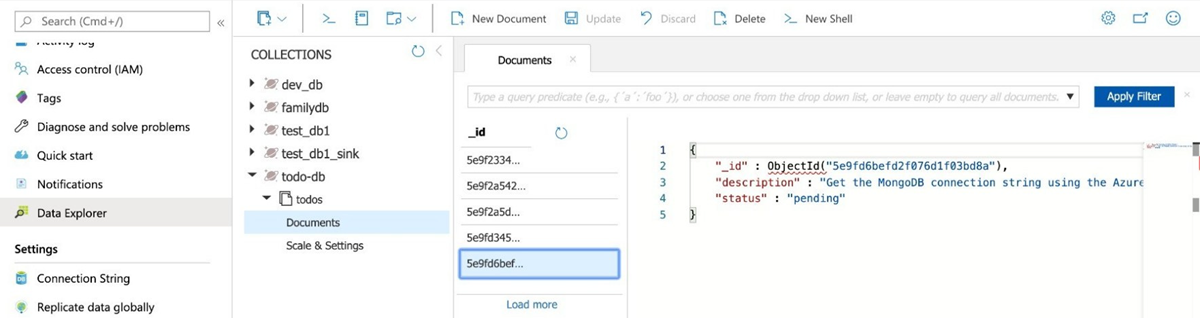 Search (Cmd+/)
«
Activity log
Access control (IAM)
Tags
Diagnose and solve problems
Quick start
Notifications
Data Explorer
Settings
Connection String
Replicate data globally
New Document
Update
Discard
Delete
New Shell
COLLECTIONS
dev_db
familydb
test_db1
test_db1_sink
todo-db
todos
Documents
Scale & Settings
Documents
Type a query predicate (e.g., {´a´:´foo´}), or choose one from the drop down list, or leave empty to query all documents.
Apply Filter
_id
5e9f2334...
5e9f2a542...
5e9f2a5d...
5e9fd345...
5e9fd6bef...
Load more
1 {
2 "_id" : ObjectId("5e9fd6befd2f076d1f03bd8a"),
3 "description" : "Get the MongoDB connection string using the Azure
4 "status" : "pending"
5 }